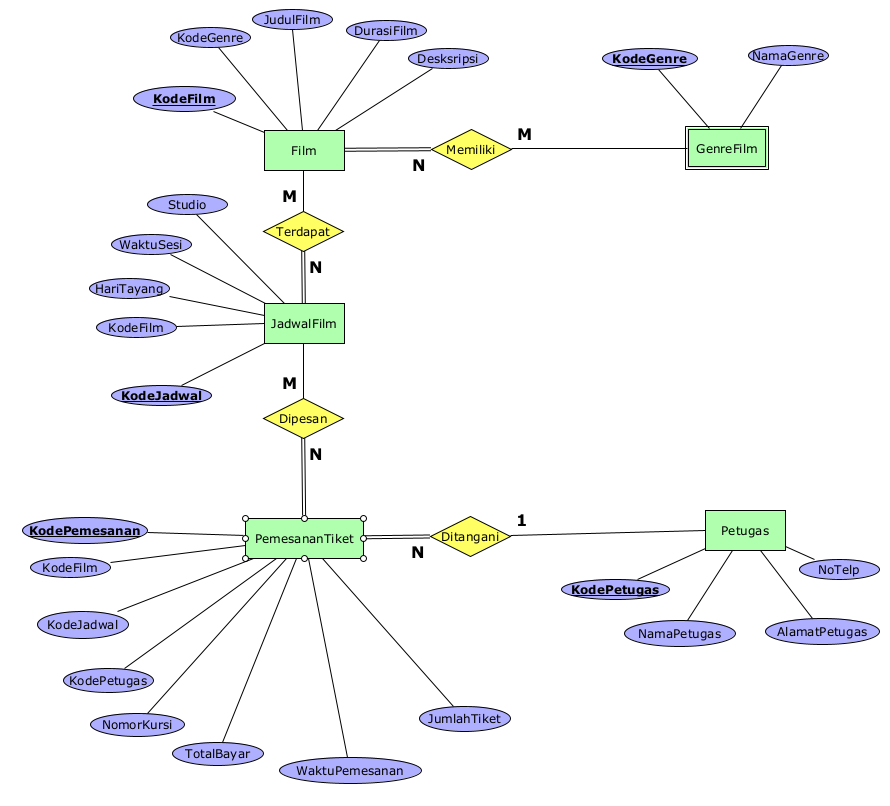 JudulFilm
DurasiFilm
KodeGenre
Desksripsi
KodeGenre
NamaGenre
KodeFilm
Film
N
Memiliki
M
GenreFilm
M
Studio
Terdapat
WaktuSesi
N
HariTayang
KodeFilm
JadwalFilm
KodeJadwal
M
Dipesan
N
KodePemesanan
PemesananTiket
N
Ditangani
1
Petugas
KodeFilm
NoTelp
KodePetugas
KodeJadwal
NamaPetugas
AlamatPetugas
KodePetugas
NomorKursi
JumlahTiket
TotalBayar
WaktuPemesanan